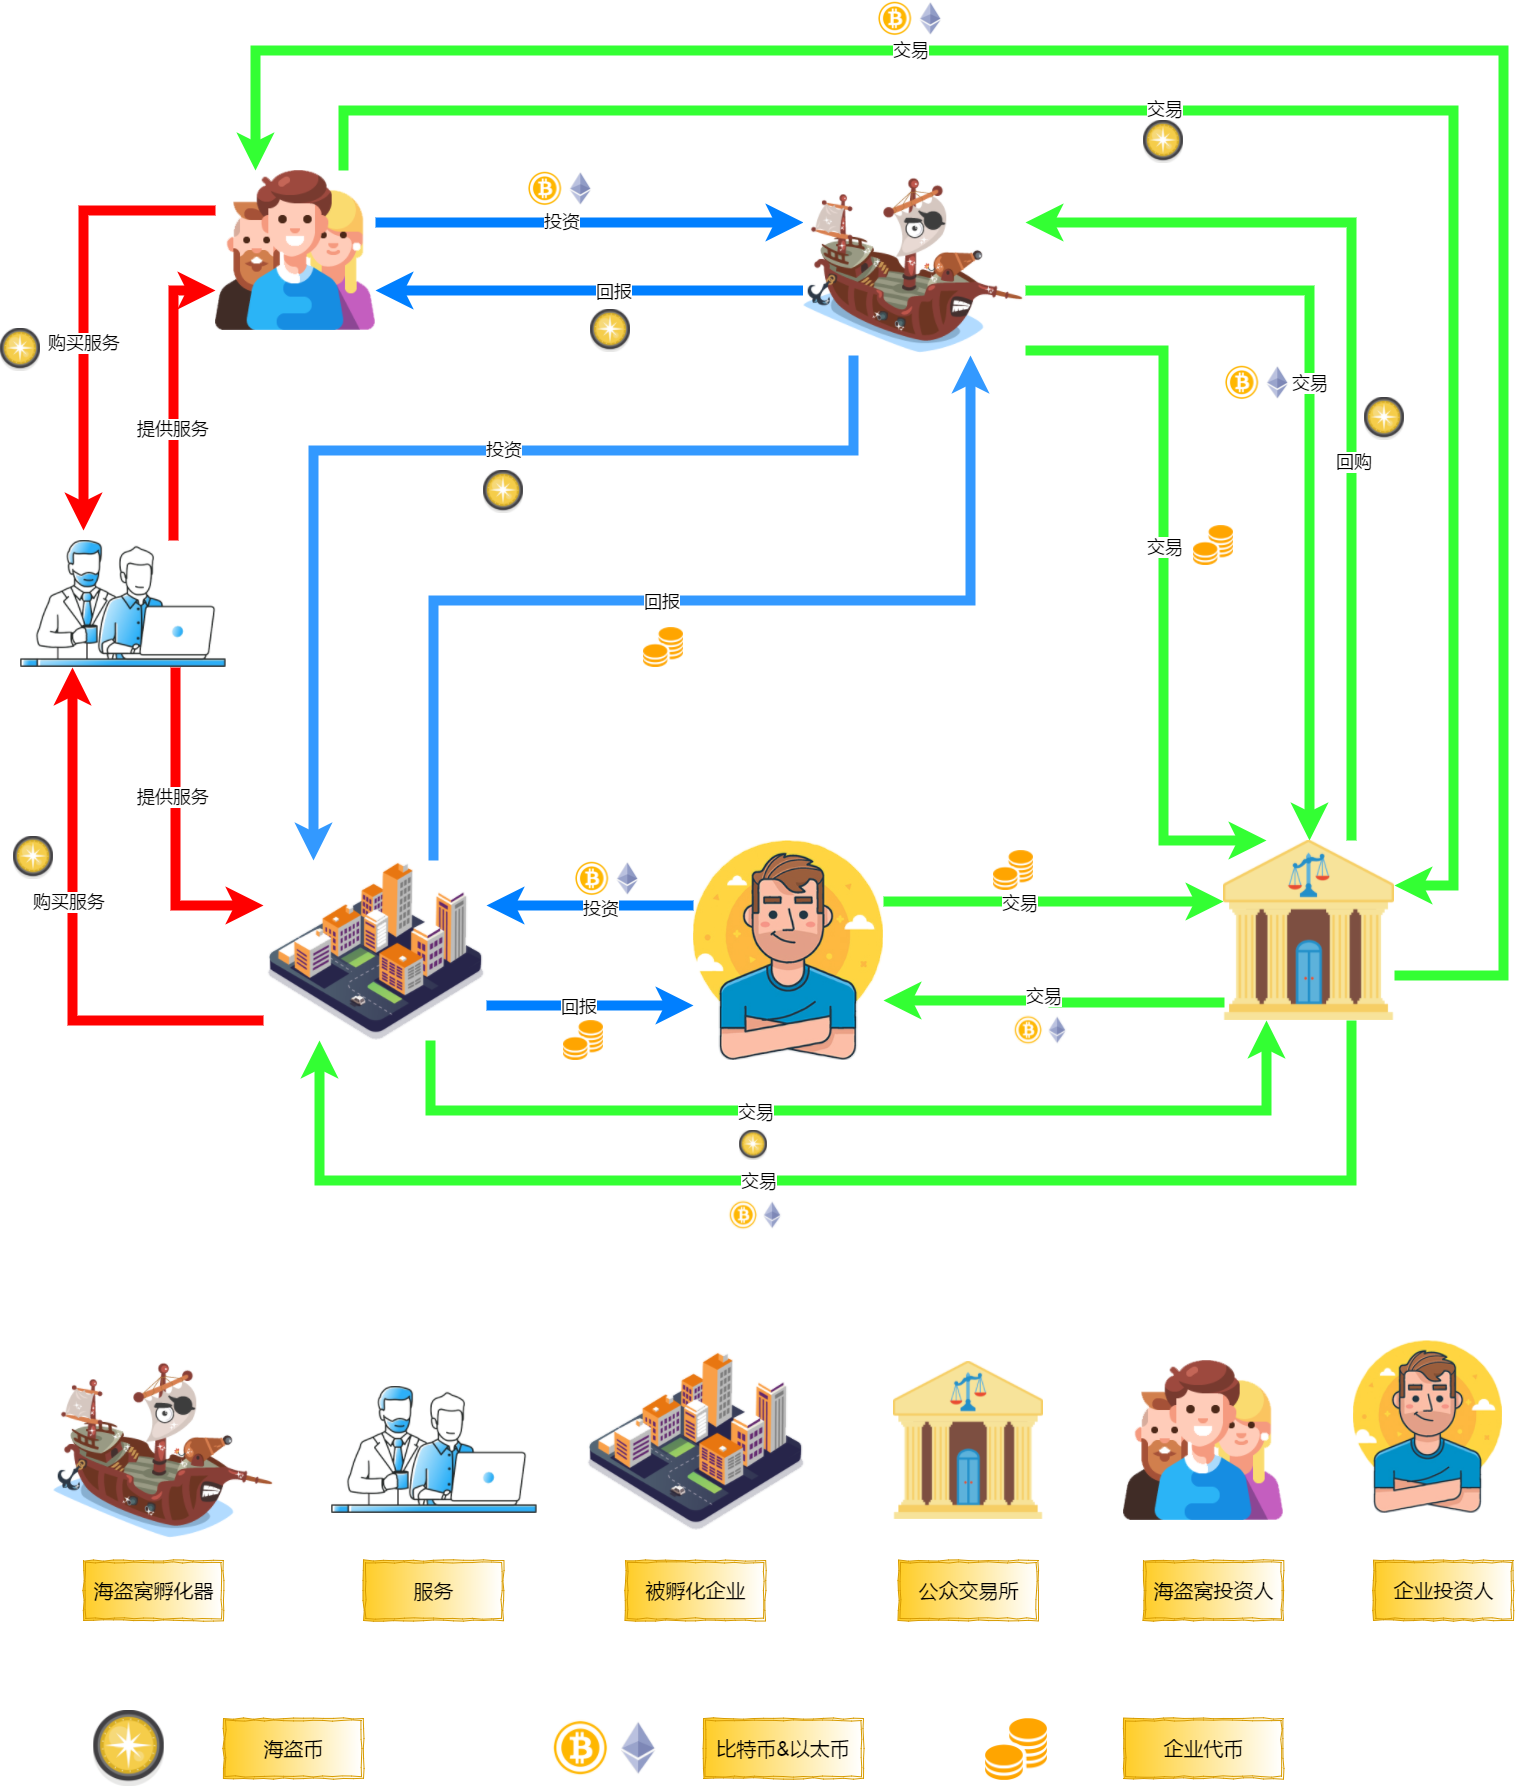 交易
交易
投资
回报
购买服务
交易
提供服务
投资
回购
交易
回报
提供服务
购买服务
投资
交易
回报
交易
交易
交易
海盗窝孵化器
服务
被孵化企业
公众交易所
海盗窝投资人
企业投资人
海盗币
比特币&以太币
企业代币